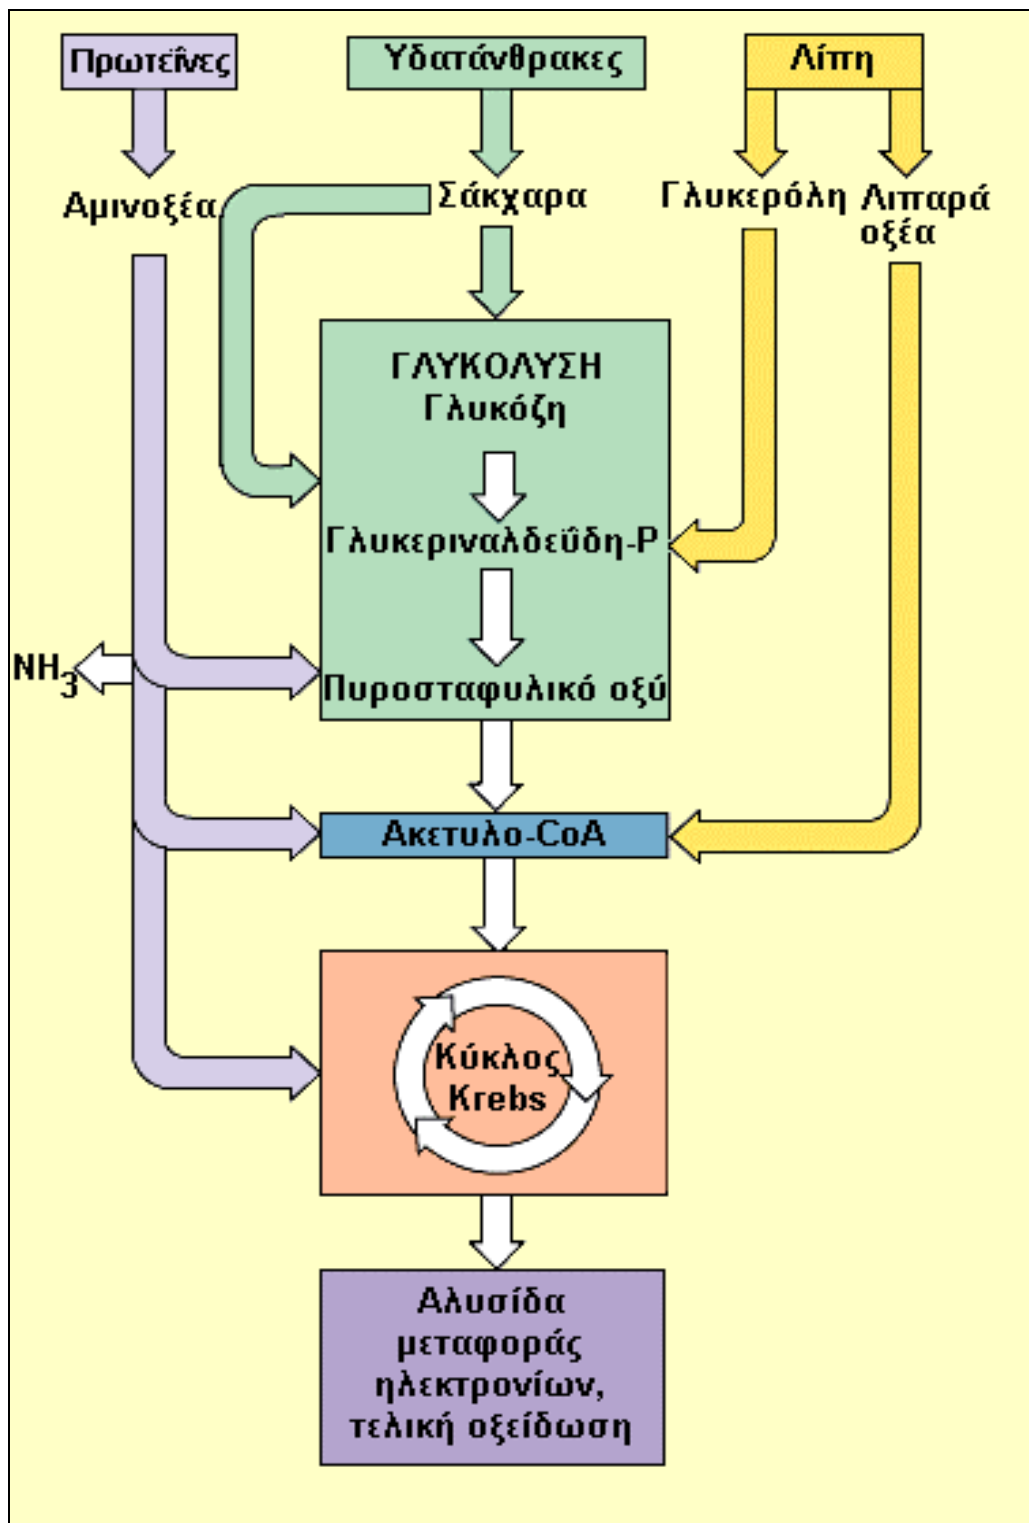 Πρωτεΐνες
Υδατάνθρακες
Λίπη
Αμινοξέα
Σάκχαρα
Γλυκερόλη
Λιπαρά
οξέα
ΓΛΥΚΟΛΥΣΗ
Γλυκόζη
Γλυκεριναλδεΰδη-P
NH3
Πυροσταφυλικό οξύ
Ακετυλο-CoA
Κύκλος
Krebs
Αλυσίδα
μεταφοράς
ηλεκτρονίων,
τελική οξείδωση